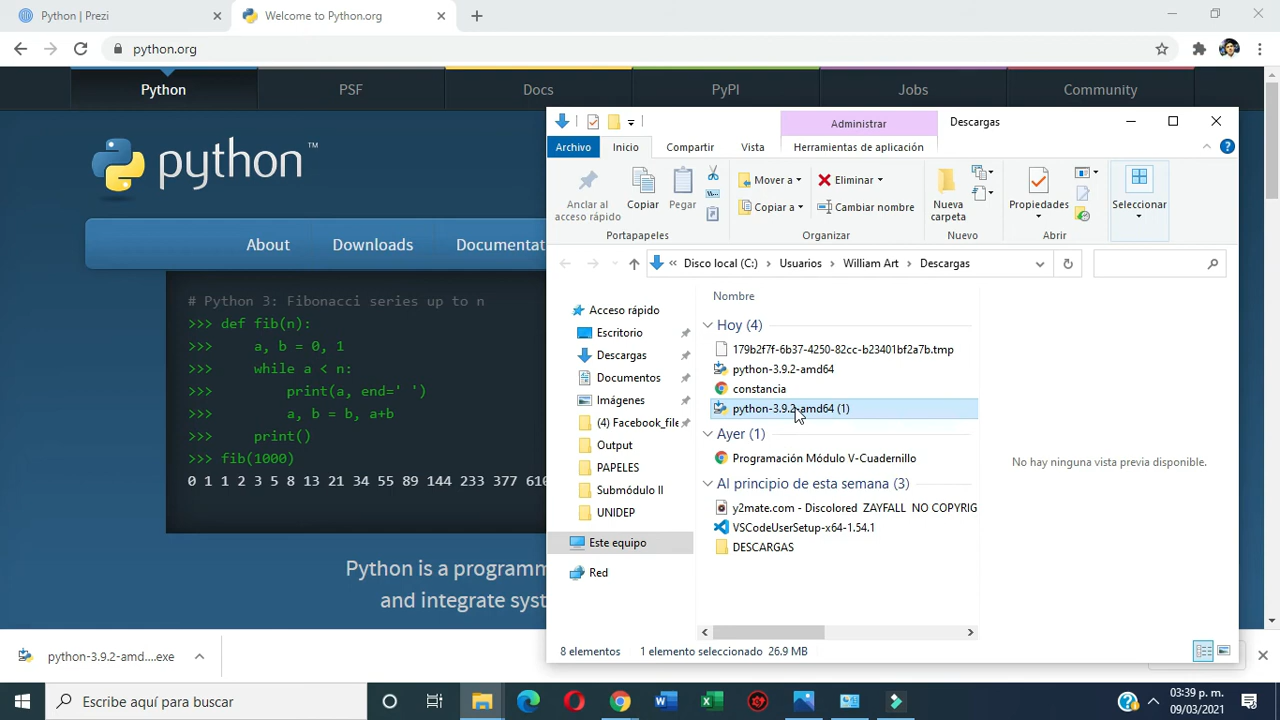 Python | Prezi
Welcome to Python.org
python.org
Python
PSF
Docs
PyPI
Jobs
Community
python™
About
Downloads
Documentat
# Python 3: Fibonacci series up to n
>>> def fib(n):
>>> a, b = 0, 1
>>> while a < n:
>>> print(a, end=' ')
>>> a, b = b, a+b
>>> print()
>>> fib(1000)
0 1 1 2 3 5 8 13 21 34 55 89 144 233 377 610
Python is a programm
and integrate syst
Administrar
Descargas
Archivo
Inicio
Compartir
Vista
Herramientas de aplicación
Anclar al
acceso rápido
Copiar
Pegar
Mover a
Copiar a
Eliminar
Cambiar nombre
Nueva
carpeta
Propiedades
Seleccionar
Portapapeles
Organizar
Nuevo
Abrir
« Disco local (C:) > Usuarios > William Art > Descargas
Nombre
Acceso rápido
Escritorio
Descargas
Documentos
Imágenes
(4) Facebook_file
Output
PAPELES
Submódulo II
UNIDEP
Este equipo
Red
Hoy (4)
179b2f7f-6b37-4250-82cc-b23401bf2a7b.tmp
python-3.9.2-amd64
constancia
python-3.9.2-amd64 (1)
Ayer (1)
Programación Módulo V-Cuadernillo
Al principio de esta semana (3)
y2mate.com - Discolored ZAYFALL NO COPYRIG
VSCodeUserSetup-x64-1.54.1
DESCARGAS
No hay ninguna vista previa disponible.
8 elementos
1 elemento seleccionado 26.9 MB
python-3.9.2-amd....exe
Escribe aquí para buscar
03:39 p. m.
09/03/2021